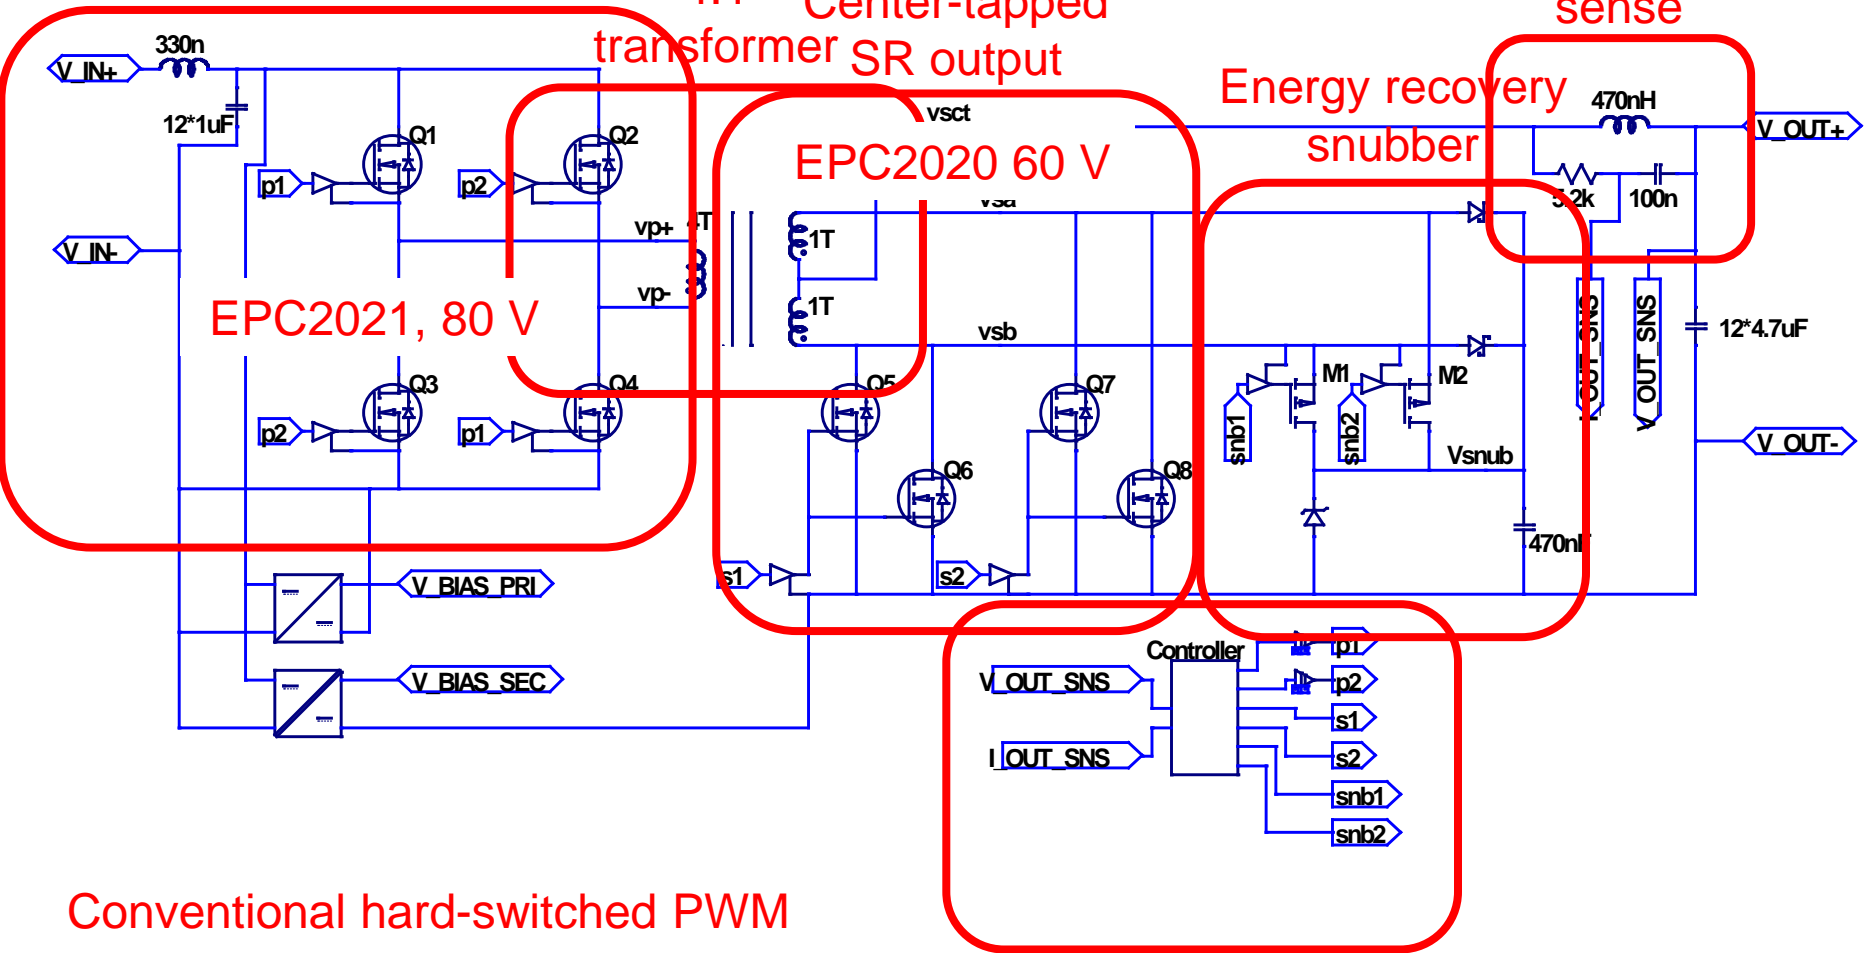 Center-tapped
sense
transformer
SR output
Energy recovery
snubber
EPC2020 60 V
EPC2021, 80 V
Conventional hard-switched PWM
V_IN+
330n
12*1uF
Q1
Q2
p1
p2
V_IN-
vp+
4T
vp-
1T
1T
vsct
vsa
vsb
Q3
Q4
p2
p1
Q5
Q7
Q6
Q8
s1
s2
470nH
V_OUT+
5.2k
100n
I_OUT_SNS
V_OUT_SNS
12*4.7uF
V_OUT-
M1
M2
snb1
snb2
Vsnub
470nF
V_BIAS_PRI
V_BIAS_SEC
Controller
V_OUT_SNS
I_OUT_SNS
p1
p2
s1
s2
snb1
snb2